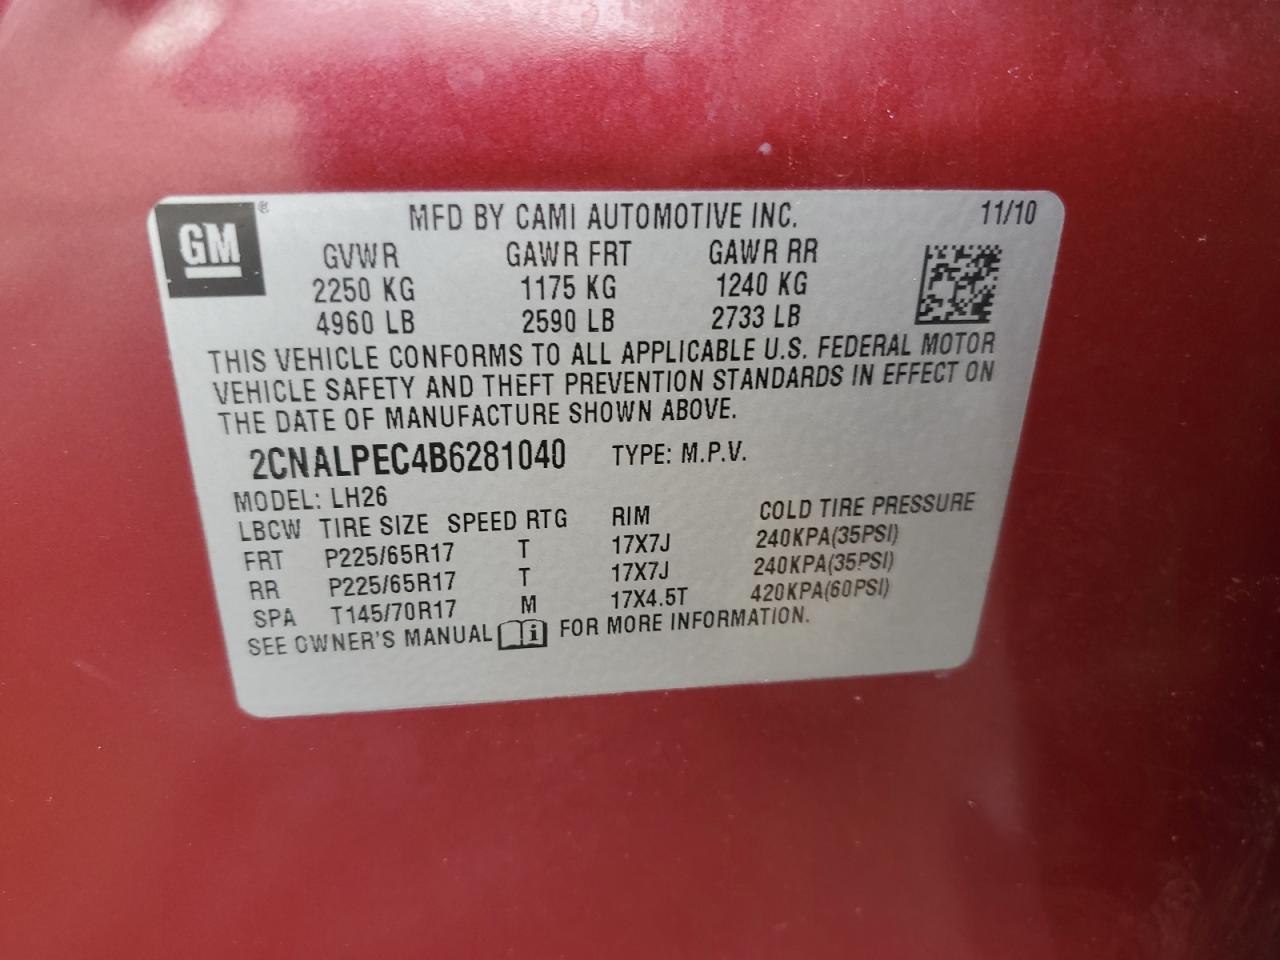 GM ® MFD BY CAMI AUTOMOTIVE INC. 11/10
GVWR GAWR FRT GAWR RR
2250 KG 1175 KG 1240 KG
4960 LB 2590 LB 2733 LB
THIS VEHICLE CONFORMS TO ALL APPLICABLE U.S. FEDERAL MOTOR
VEHICLE SAFETY AND THEFT PREVENTION STANDARDS IN EFFECT ON
THE DATE OF MANUFACTURE SHOWN ABOVE.
2CNALPEC4B6281040 TYPE: M.P.V.
MODEL: LH26
LBCW TIRE SIZE SPEED RTG RIM COLD TIRE PRESSURE
FRT P225/65R17 T 17X7J 240KPA(35PSI)
RR P225/65R17 T 17X7J 240KPA(35PSI)
SPA T145/70R17 M 17X4.5T 420KPA(60PSI)
SEE OWNER'S MANUAL FOR MORE INFORMATION.